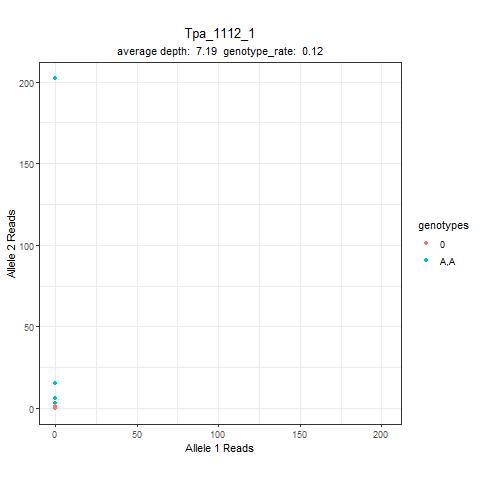 Tpa_1112_1
average depth:  7.19  genotype_rate:  0.12
200
150
100
50
0
Allele 2 Reads
0
50
100
150
200
Allele 1 Reads
genotypes
0
A,A